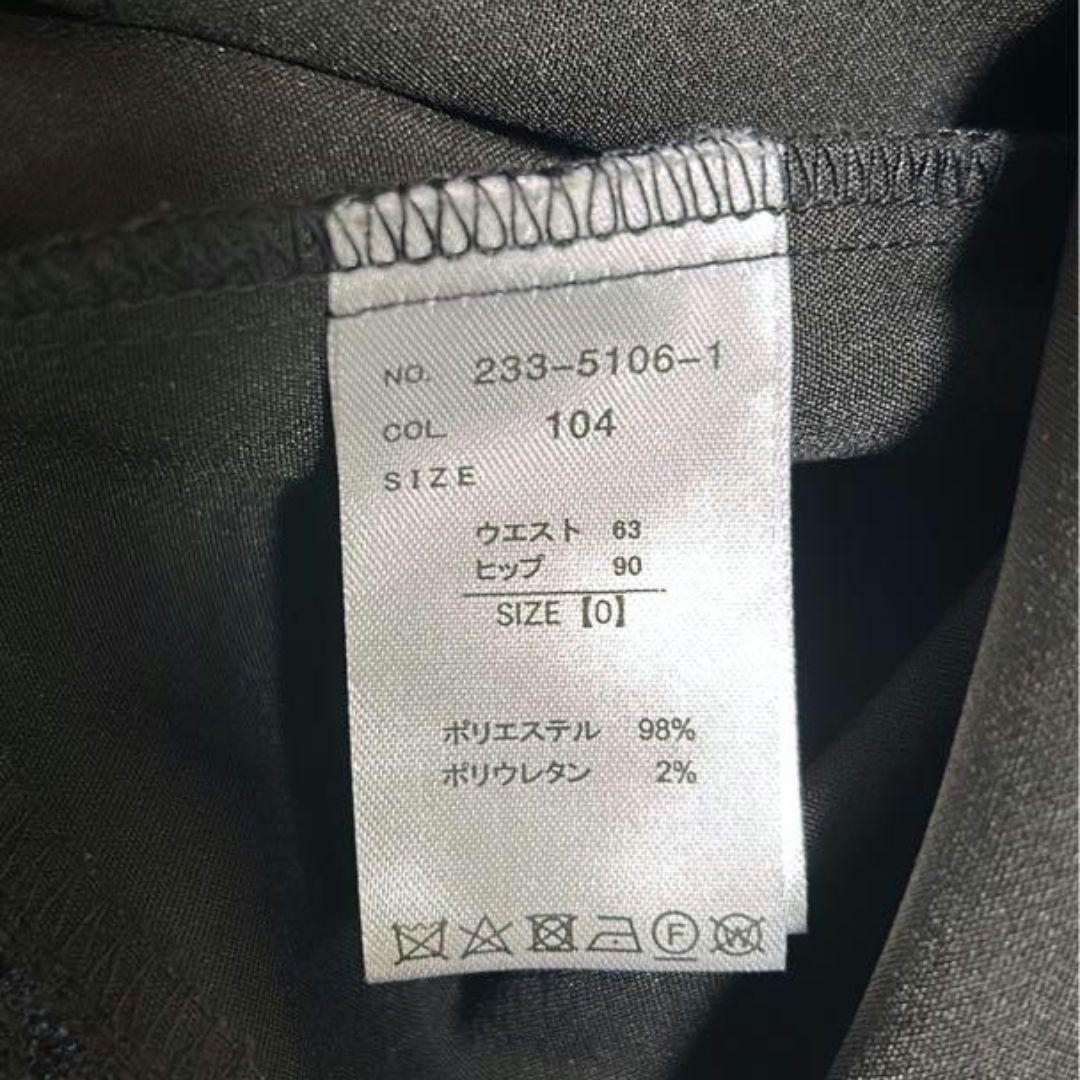 NO. 233-5106-1
COL. 104
SIZE
ウエスト 63
ヒップ 90
SIZE【0】
ポリエステル 98%
ポリウレタン 2%
F W